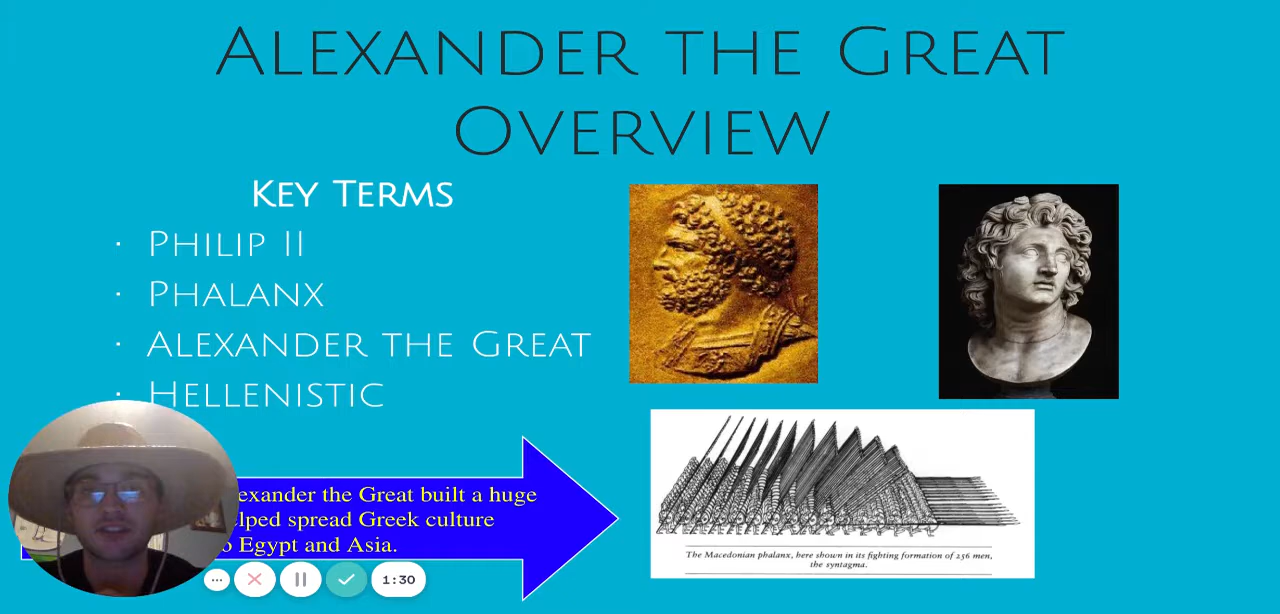 Alexander the Great
Overview
Key Terms
· Philip II
· Phalanx
· Alexander the Great
· Hellenistic
exander the Great built a huge
elped spread Greek culture
o Egypt and Asia.
The Macedonian phalanx, here shown in its fighting formation of 256 men,
the syntagma.
1:30